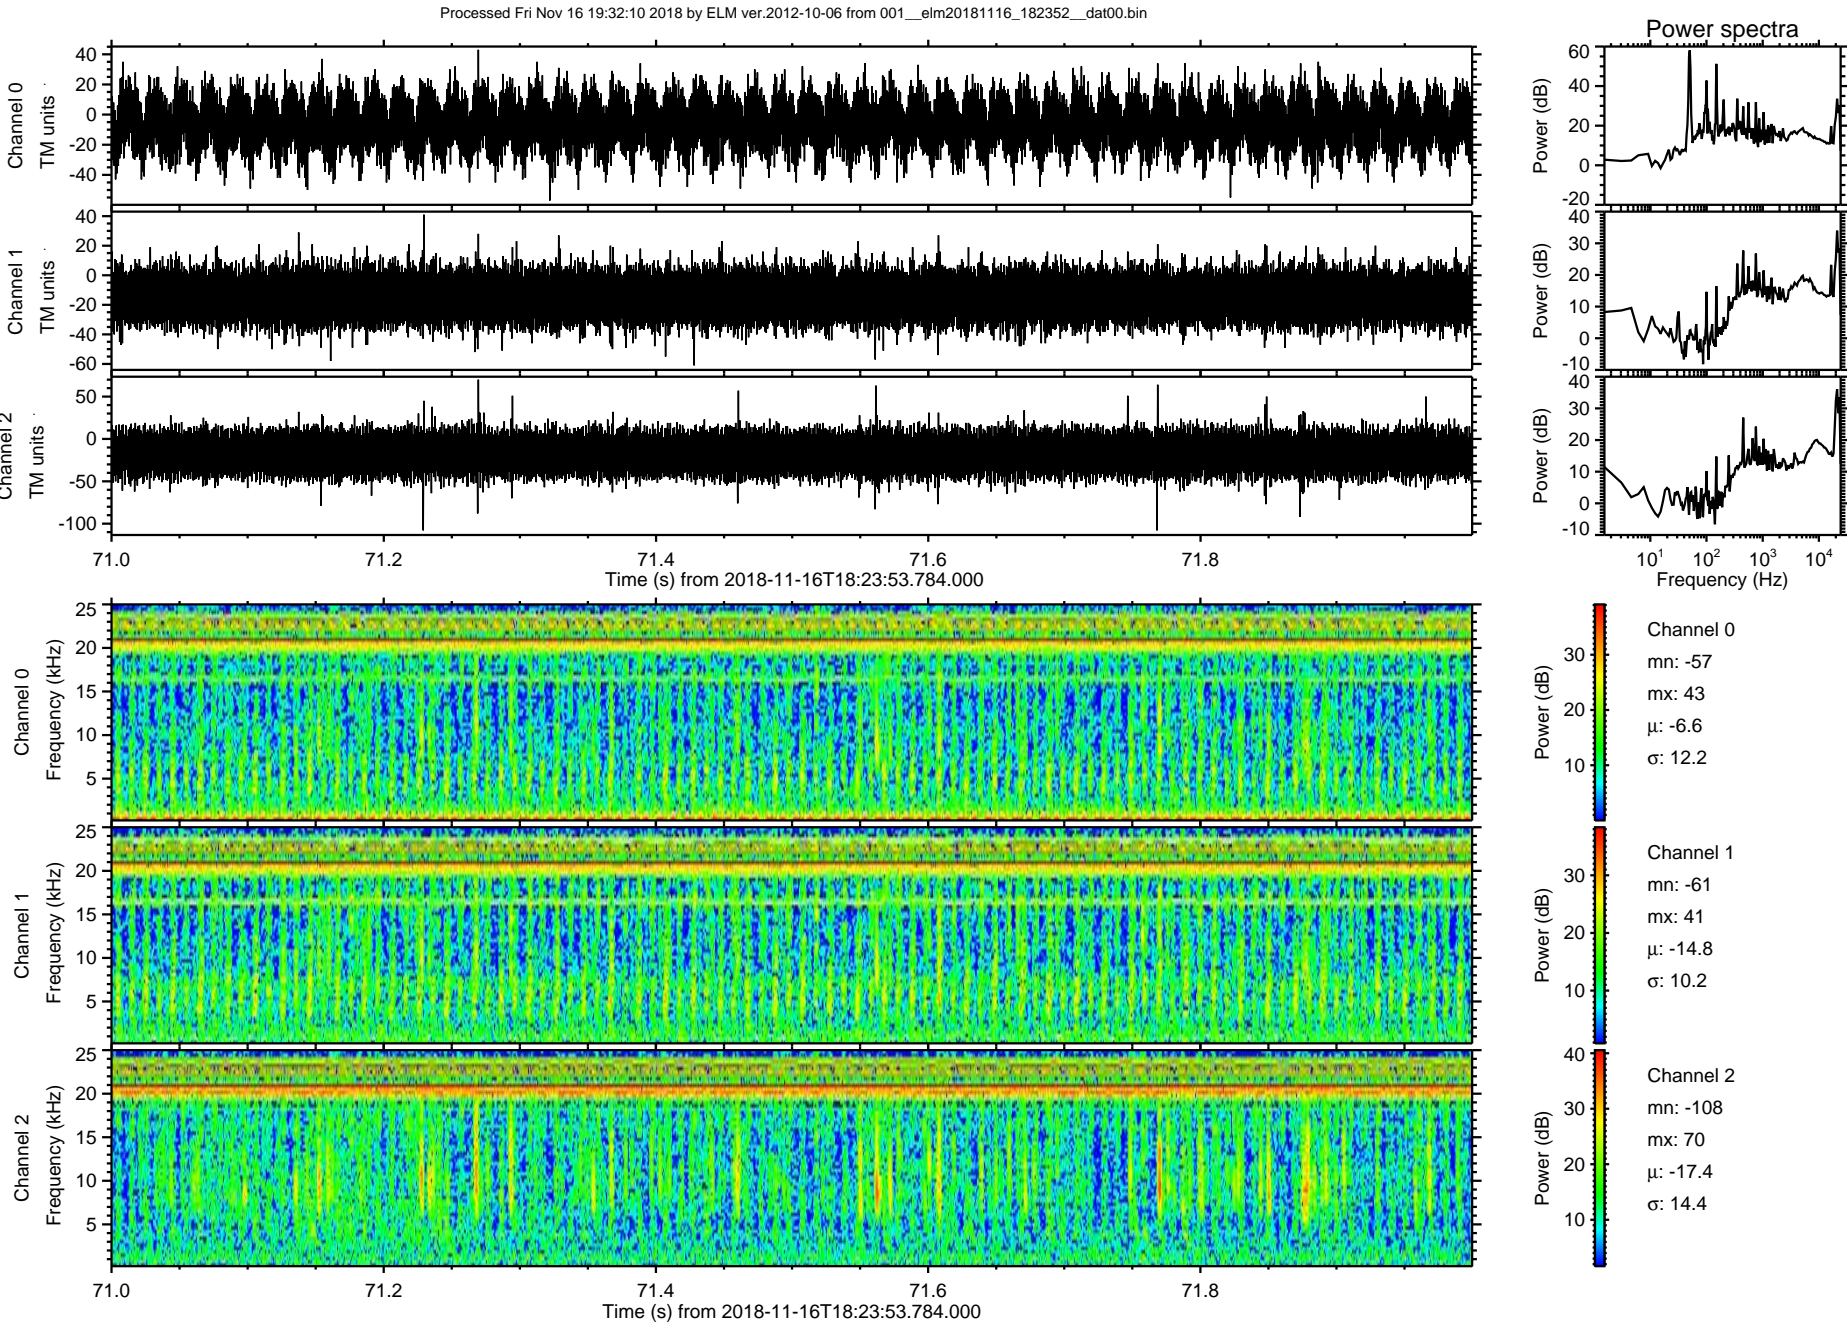 Processed Fri Nov 16 19:32:10 2018 by ELM ver.2012-10-06 from 001__elm20181116_182352__dat00.bin
Power spectra
Channel 0
TM units
40
20
0
-20
-40
Power (dB)
60
40
20
0
-20
Channel 1
TM units
40
20
0
-20
-40
-60
Power (dB)
40
30
20
10
0
-10
Channel 2
TM units
50
0
-50
-100
Power (dB)
40
30
20
10
0
-10
71.0 71.2 71.4 71.6 71.8
Time (s) from 2018-11-16T18:23:53.784.000
10¹ 10² 10³ 10⁴
Frequency (Hz)
Channel 0
Frequency (kHz)
25
20
15
10
5
Power (dB)
30
20
10
Channel 0
mn: -57
mx: 43
μ: -6.6
σ: 12.2
Channel 1
Frequency (kHz)
25
20
15
10
5
Power (dB)
30
20
10
Channel 1
mn: -61
mx: 41
μ: -14.8
σ: 10.2
Channel 2
Frequency (kHz)
25
20
15
10
5
Power (dB)
40
30
20
10
Channel 2
mn: -108
mx: 70
μ: -17.4
σ: 14.4
71.0 71.2 71.4 71.6 71.8
Time (s) from 2018-11-16T18:23:53.784.000